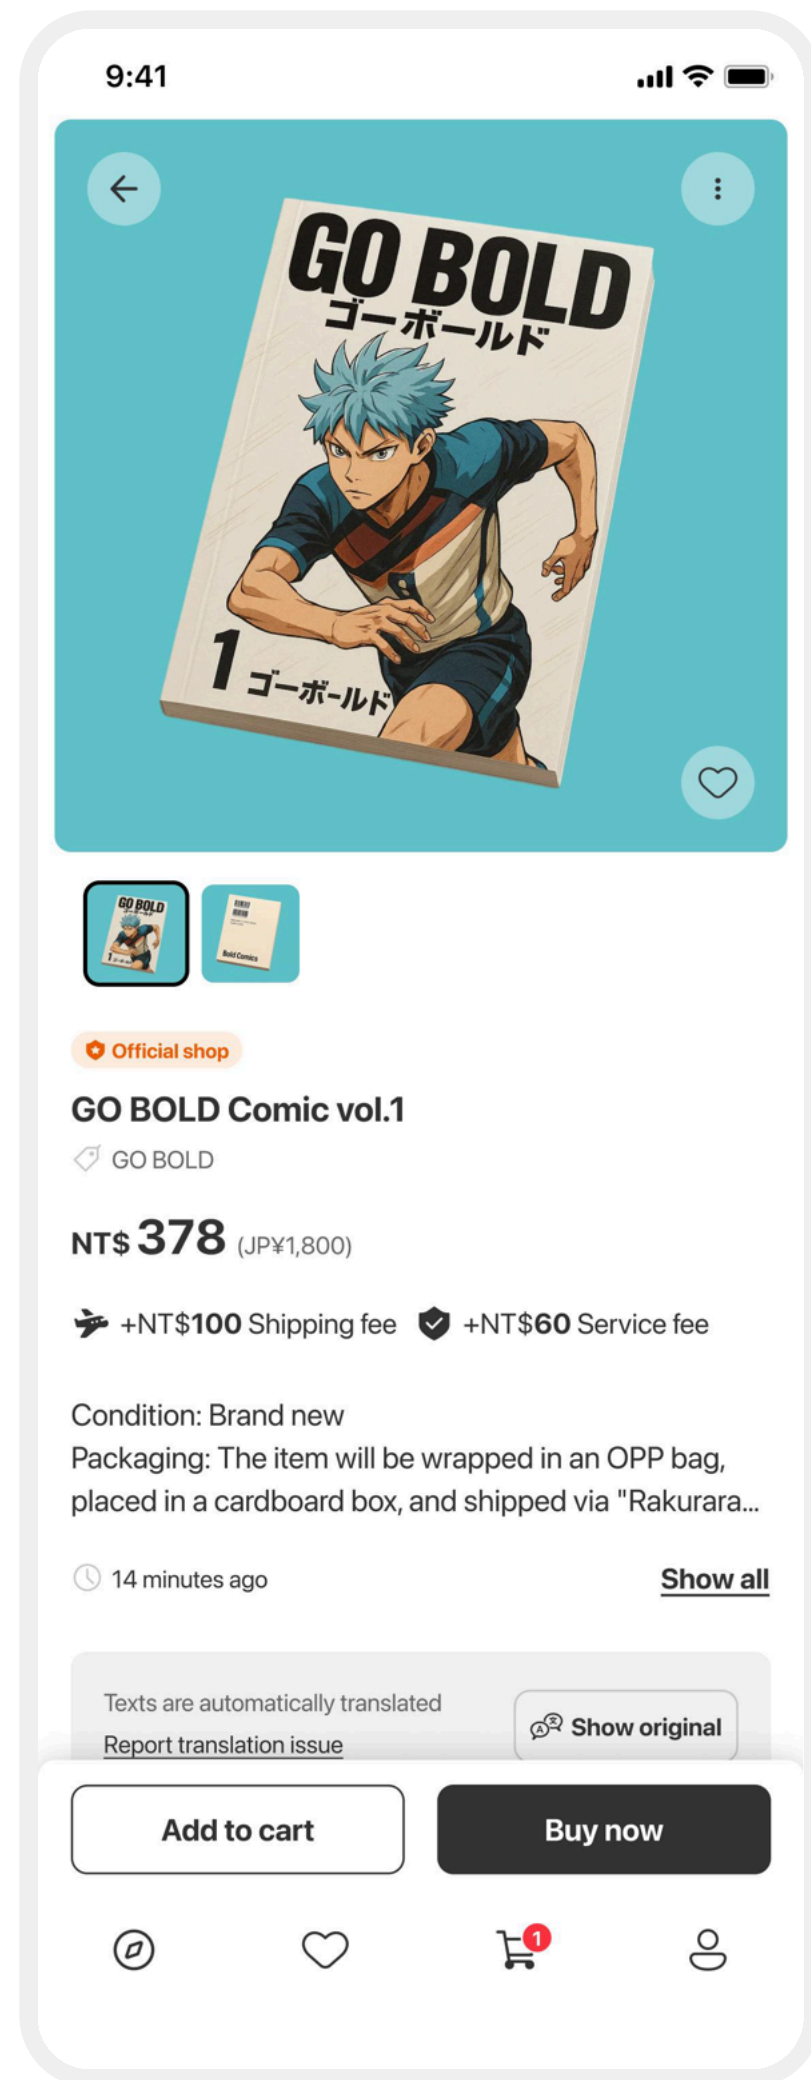 9:41
GO BOLD
ゴーボールド
1 ゴーボールド
GO BOLD
Bold Comics
Official shop
GO BOLD Comic vol.1
GO BOLD
NT$ 378 (JP¥1,800)
+NT$100 Shipping fee +NT$60 Service fee
Condition: Brand new
Packaging: The item will be wrapped in an OPP bag,
placed in a cardboard box, and shipped via "Rakurara...
14 minutes ago Show all
Texts are automatically translated
Show original
Report translation issue
Add to cart Buy now
1